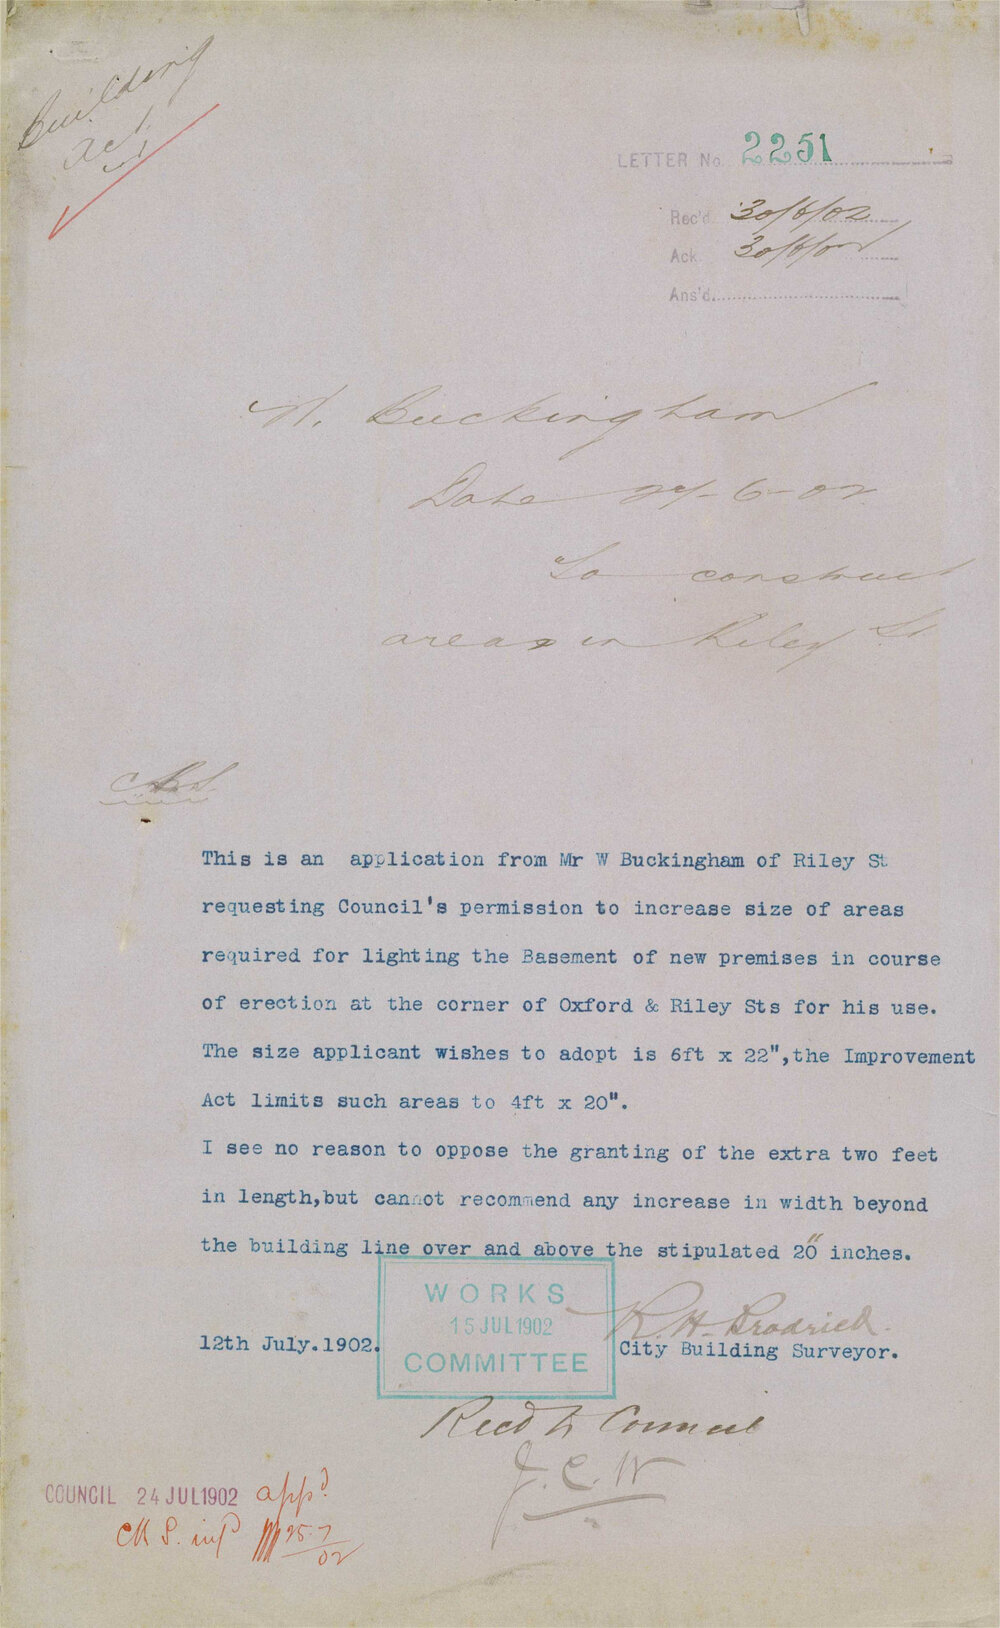 Building
Act
LETTER No. 2251
Rec'd 30/6/02
Ack 30/6/02
Ans'd.
W. Buckingham
Date 27-6-02
To construct
areas in Riley St
This is an application from Mr W Buckingham of Riley St
requesting Council's permission to increase size of areas
required for lighting the Basement of new premises in course
of erection at the corner of Oxford & Riley Sts for his use.
The size applicant wishes to adopt is 6ft x 22",the Improvement
Act limits such areas to 4ft x 20".
I see no reason to oppose the granting of the extra two feet
in length,but cannot recommend any increase in width beyond
the building line over and above the stipulated 20" inches.
WORKS
15 JUL 1902
COMMITTEE
R. H. Brodrick.
12th July.1902.
City Building Surveyor.
Recd to Council
J. C. W
COUNCIL 24 JUL 1902 appd.
25.7
02